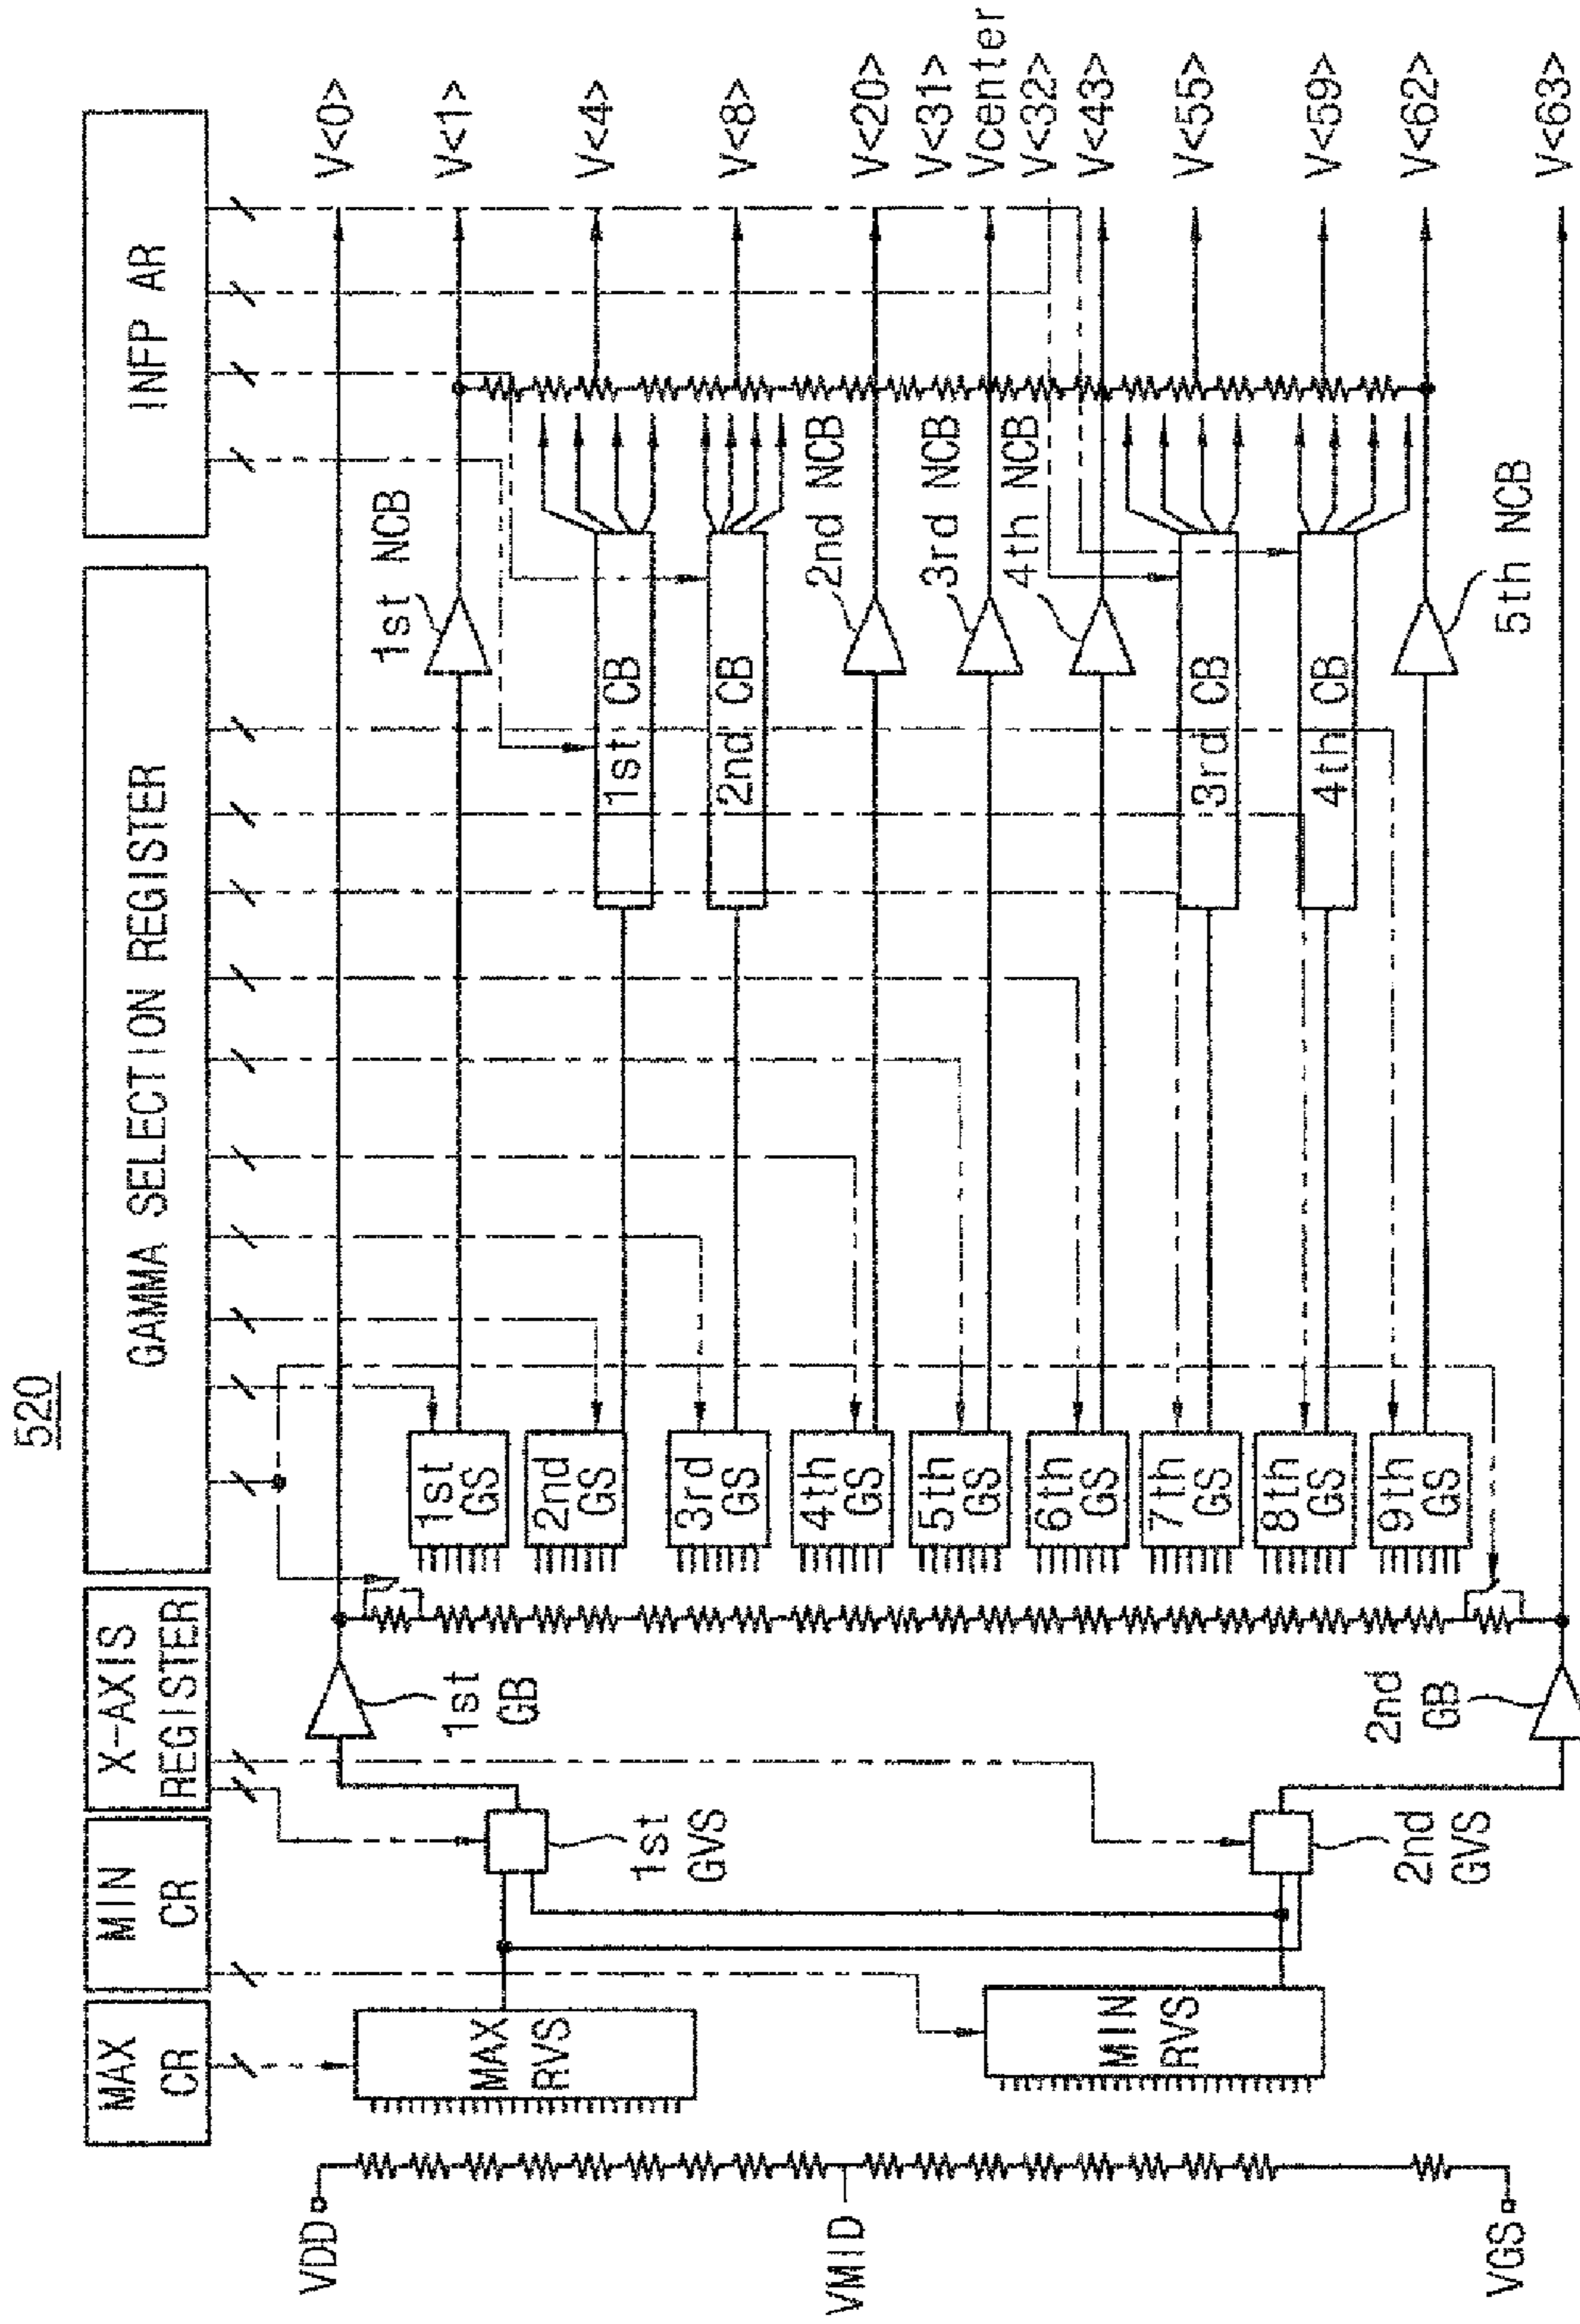 520
MAX
CR
MIN
CR
X-AXIS
REGISTER
GAMMA SELECTION REGISTER
INFP AR
VDD
VMID
VGS
MAX
RVS
MIN
RVS
1st
GVS
2nd
GVS
1st
GB
2nd
GB
1st
GS
2nd
GS
3rd
GS
4th
GS
5th
GS
6th
GS
7th
GS
8th
GS
9th
GS
1st NCB
1st CB
2nd CB
2nd NCB
3rd NCB
4th NCB
3rd CB
4th CB
5th NCB
V<0>
V<1>
V<4>
V<8>
V<20>
V<31>
Vcenter
V<32>
V<43>
V<55>
V<59>
V<62>
V<63>